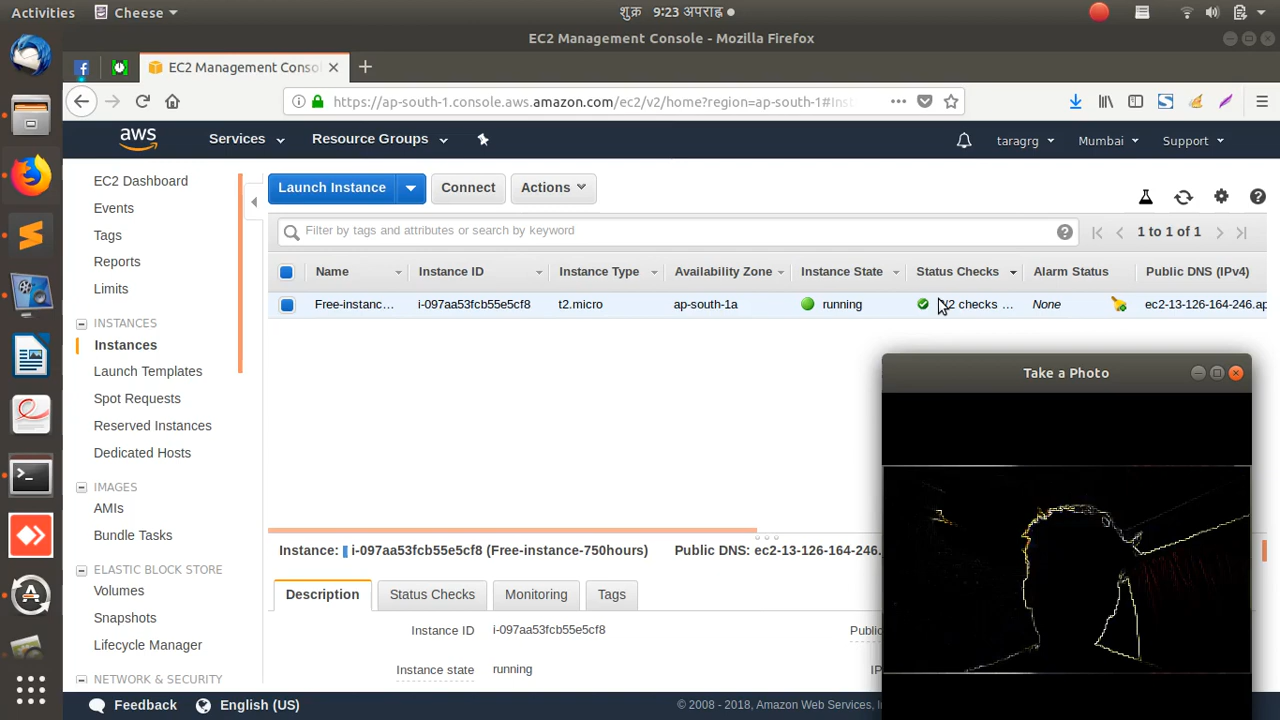 Activities Cheese शुक्र 9:23 अपराह्न
EC2 Management Console - Mozilla Firefox
EC2 Management Consol
https://ap-south-1.console.aws.amazon.com/ec2/v2/home?region=ap-south-1#Inst
aws Services Resource Groups taragrg Mumbai Support
EC2 Dashboard
Events
Tags
Reports
Limits
INSTANCES
Instances
Launch Templates
Spot Requests
Reserved Instances
Dedicated Hosts
IMAGES
AMIs
Bundle Tasks
ELASTIC BLOCK STORE
Volumes
Snapshots
Lifecycle Manager
NETWORK & SECURITY
Launch Instance Connect Actions
Filter by tags and attributes or search by keyword
1 to 1 of 1
Name Instance ID Instance Type Availability Zone Instance State Status Checks Alarm Status Public DNS (IPv4)
Free-instanc… i-097aa53fcb55e5cf8 t2.micro ap-south-1a running checks … None ec2-13-126-164-246.ap
Take a Photo
Instance: i-097aa53fcb55e5cf8 (Free-instance-750hours) Public DNS: ec2-13-126-164-246.
Description Status Checks Monitoring Tags
Instance ID i-097aa53fcb55e5cf8 Public
Instance state running IP
Feedback English (US) © 2008 - 2018, Amazon Web Services, I